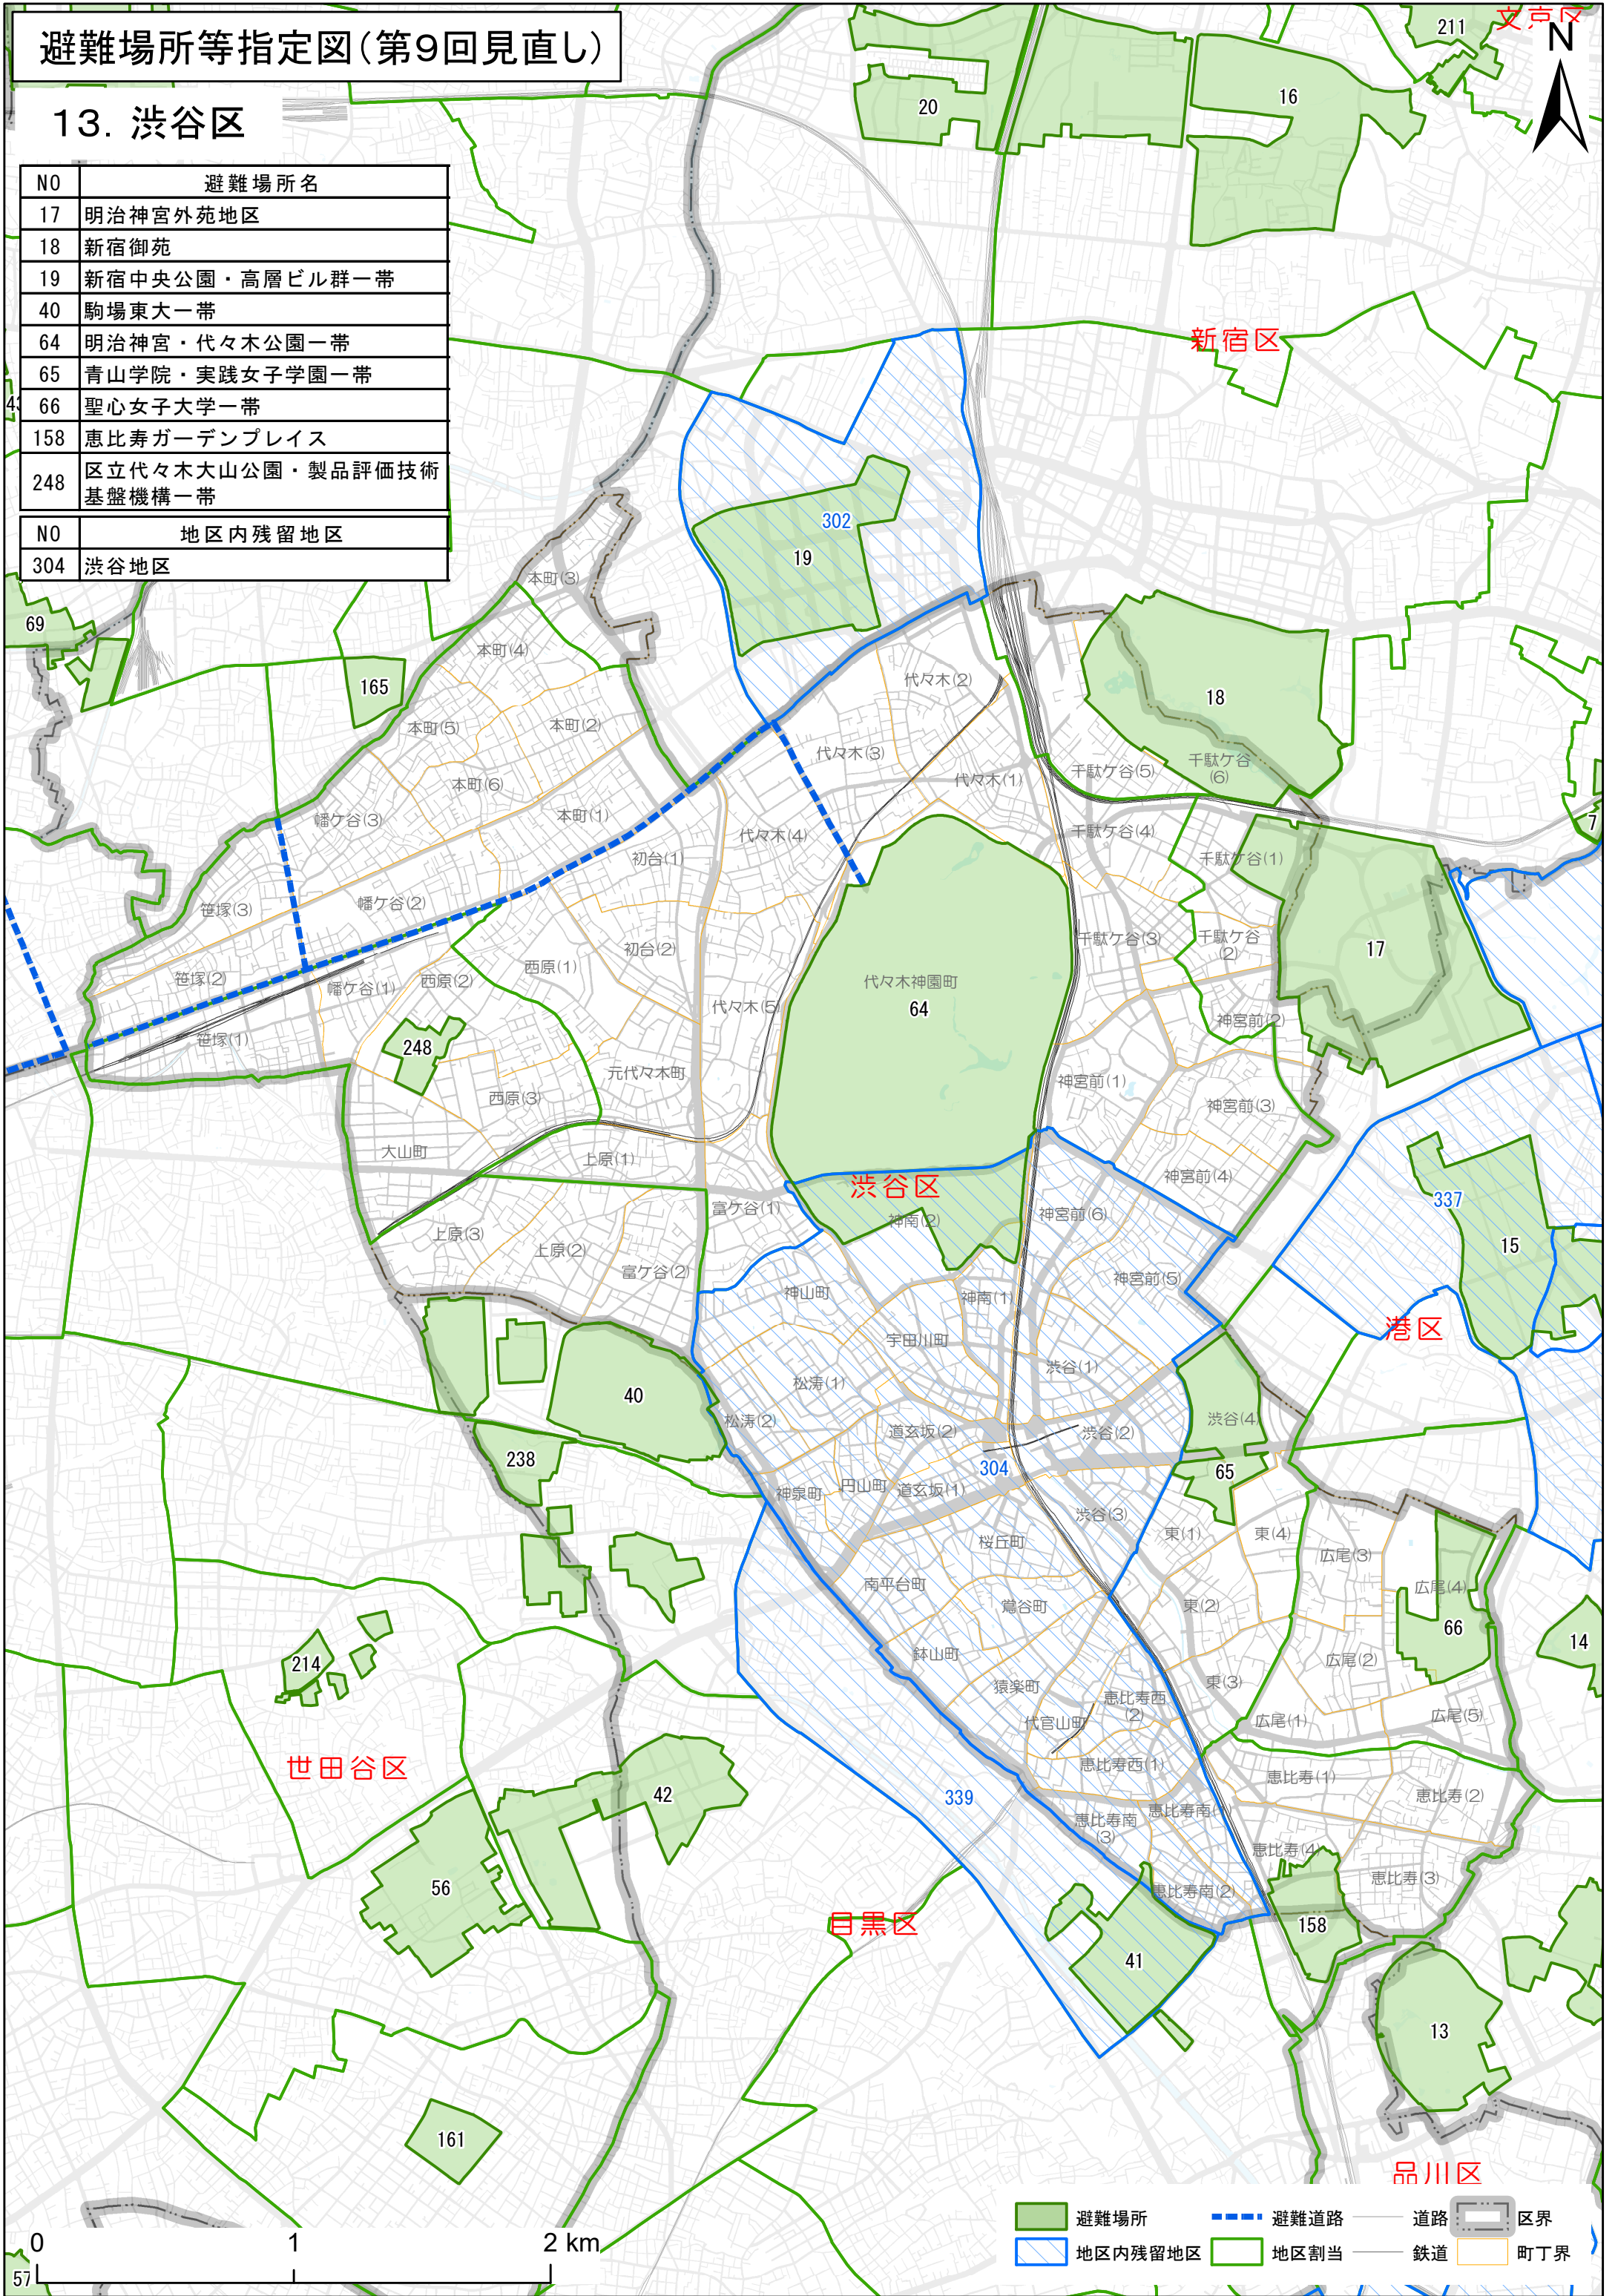 避難場所等指定図(第9回見直し)
13. 渋谷区
NO 避難場所名
17 明治神宮外苑地区
18 新宿御苑
19 新宿中央公園・高層ビル群一帯
40 駒場東大一帯
64 明治神宮・代々木公園一帯
65 青山学院・実践女子学園一帯
66 聖心女子大学一帯
158 恵比寿ガーデンプレイス
248 区立代々木大山公園・製品評価技術
基盤機構一帯
NO 地区内残留地区
304 渋谷地区
文京区
N
211
20
16
新宿区
43
302
19
本町(3)
69
本町(4)
165
代々木(2)
18
本町(5)
本町(2)
代々木(3)
千駄ケ谷(5)
千駄ケ谷
(6)
本町(6)
代々木(1)
幡ケ谷(3)
本町(1)
代々木(4)
千駄ケ谷(4)
7
初台(1)
千駄ケ谷(1)
笹塚(3)
幡ケ谷(2)
千駄ケ谷(3)
千駄ケ谷
(2)
17
初台(2)
笹塚(2)
幡ケ谷(1)
西原(2)
西原(1)
代々木神園町
64
代々木(5)
神宮前(2)
笹塚(1)
248
元代々木町
神宮前(1)
西原(3)
神宮前(3)
大山町
上原(1)
神宮前(4)
渋谷区
337
富ケ谷(1)
神南(2)
神宮前(6)
上原(3)
上原(2)
15
富ケ谷(2)
神宮前(5)
神山町
神南(1)
港区
宇田川町
渋谷(1)
松涛(1)
40
松涛(2)
道玄坂(2)
渋谷(2)
渋谷(4)
238
304
65
神泉町
円山町
道玄坂(1)
渋谷(3)
東(1)
東(4)
桜丘町
広尾(3)
南平台町
広尾(4)
鴬谷町
東(2)
66
14
鉢山町
214
広尾(2)
東(3)
猿楽町
恵比寿西
(2)
代官山町
広尾(1)
広尾(5)
世田谷区
恵比寿西(1)
恵比寿(1)
42
339
恵比寿(2)
恵比寿南
(3)
恵比寿南
恵比寿(4)
恵比寿(3)
56
恵比寿南(2)
目黒区
158
41
13
161
品川区
0 1 2 km
57
避難場所 避難道路 道路 区界
地区内残留地区 地区割当 鉄道 町丁界